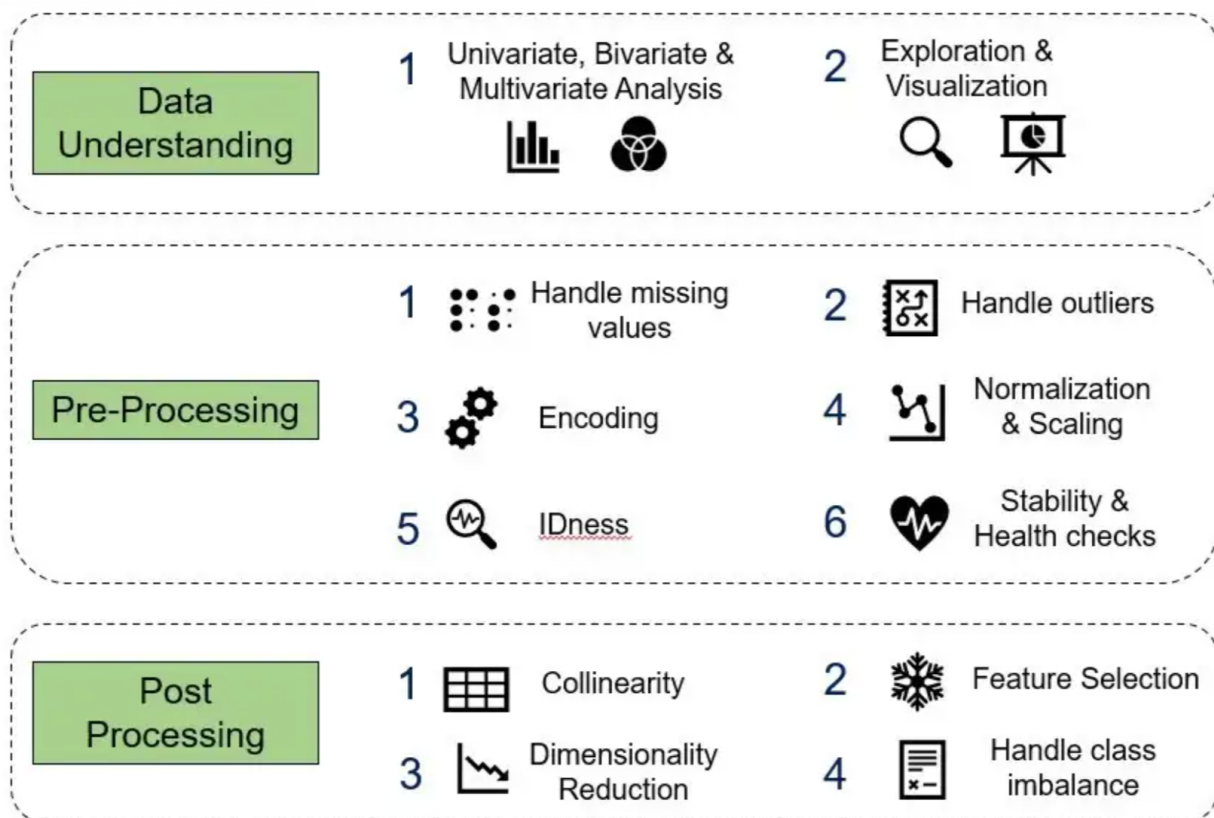 Data
Understanding
1
Univariate, Bivariate &
Multivariate Analysis
2
Exploration &
Visualization
Pre-Processing
1
Handle missing
values
2
Handle outliers
3
Encoding
4
Normalization
& Scaling
5
IDness
6
Stability &
Health checks
Post
Processing
1
Collinearity
2
Feature Selection
3
Dimensionality
Reduction
4
Handle class
imbalance